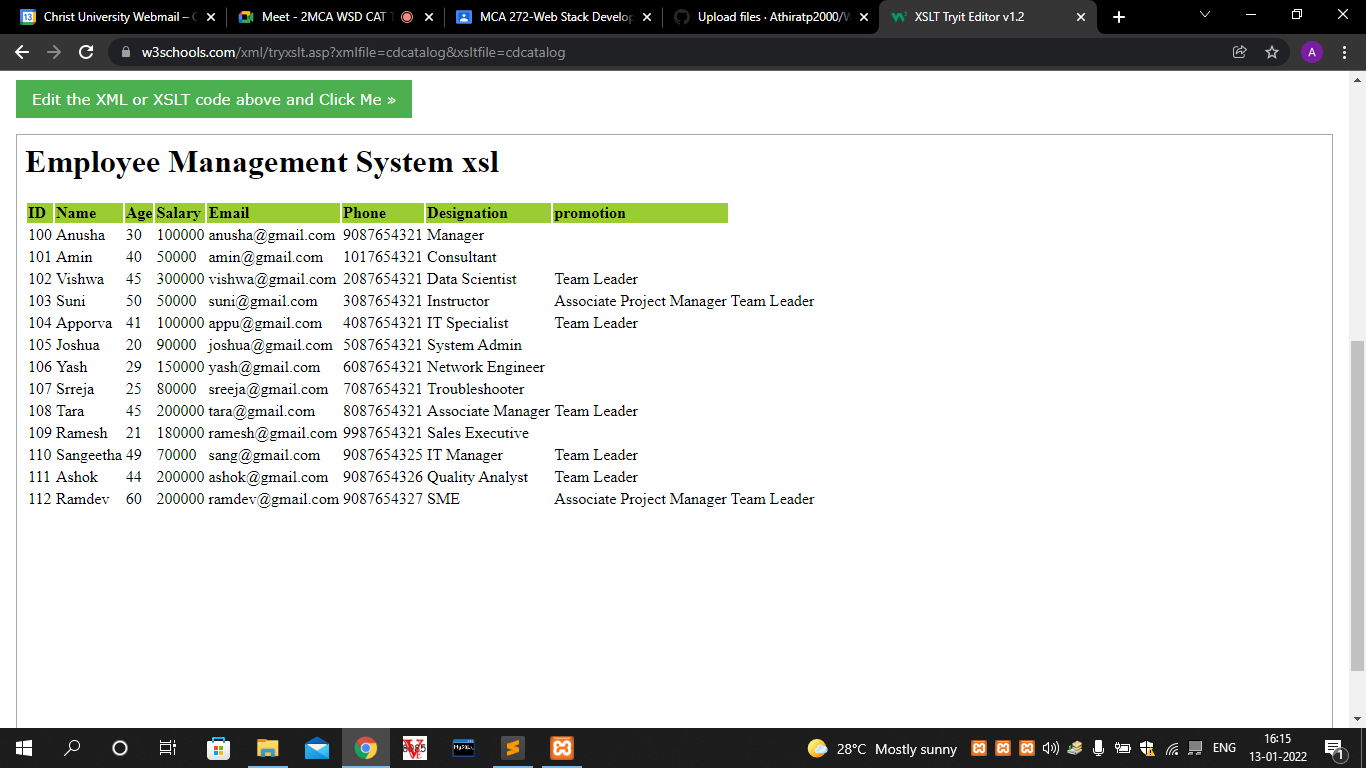 Christ University Webmail – C
Meet - 2MCA WSD CAT T
MCA 272-Web Stack Develop
Upload files · Athiratp2000/W
XSLT Tryit Editor v1.2
w3schools.com/xml/tryxslt.asp?xmlfile=cdcatalog&xsltfile=cdcatalog
A
Edit the XML or XSLT code above and Click Me »
Employee Management System xsl
ID Name Age Salary Email Phone Designation promotion
100 Anusha 30 100000 anusha@gmail.com 9087654321 Manager
101 Amin 40 50000 amin@gmail.com 1017654321 Consultant
102 Vishwa 45 300000 vishwa@gmail.com 2087654321 Data Scientist Team Leader
103 Suni 50 50000 suni@gmail.com 3087654321 Instructor Associate Project Manager Team Leader
104 Apporva 41 100000 appu@gmail.com 4087654321 IT Specialist Team Leader
105 Joshua 20 90000 joshua@gmail.com 5087654321 System Admin
106 Yash 29 150000 yash@gmail.com 6087654321 Network Engineer
107 Srreja 25 80000 sreeja@gmail.com 7087654321 Troubleshooter
108 Tara 45 200000 tara@gmail.com 8087654321 Associate Manager Team Leader
109 Ramesh 21 180000 ramesh@gmail.com 9987654321 Sales Executive
110 Sangeetha 49 70000 sang@gmail.com 9087654325 IT Manager Team Leader
111 Ashok 44 200000 ashok@gmail.com 9087654326 Quality Analyst Team Leader
112 Ramdev 60 200000 ramdev@gmail.com 9087654327 SME Associate Project Manager Team Leader
28°C Mostly sunny
ENG
16:15
13-01-2022
1